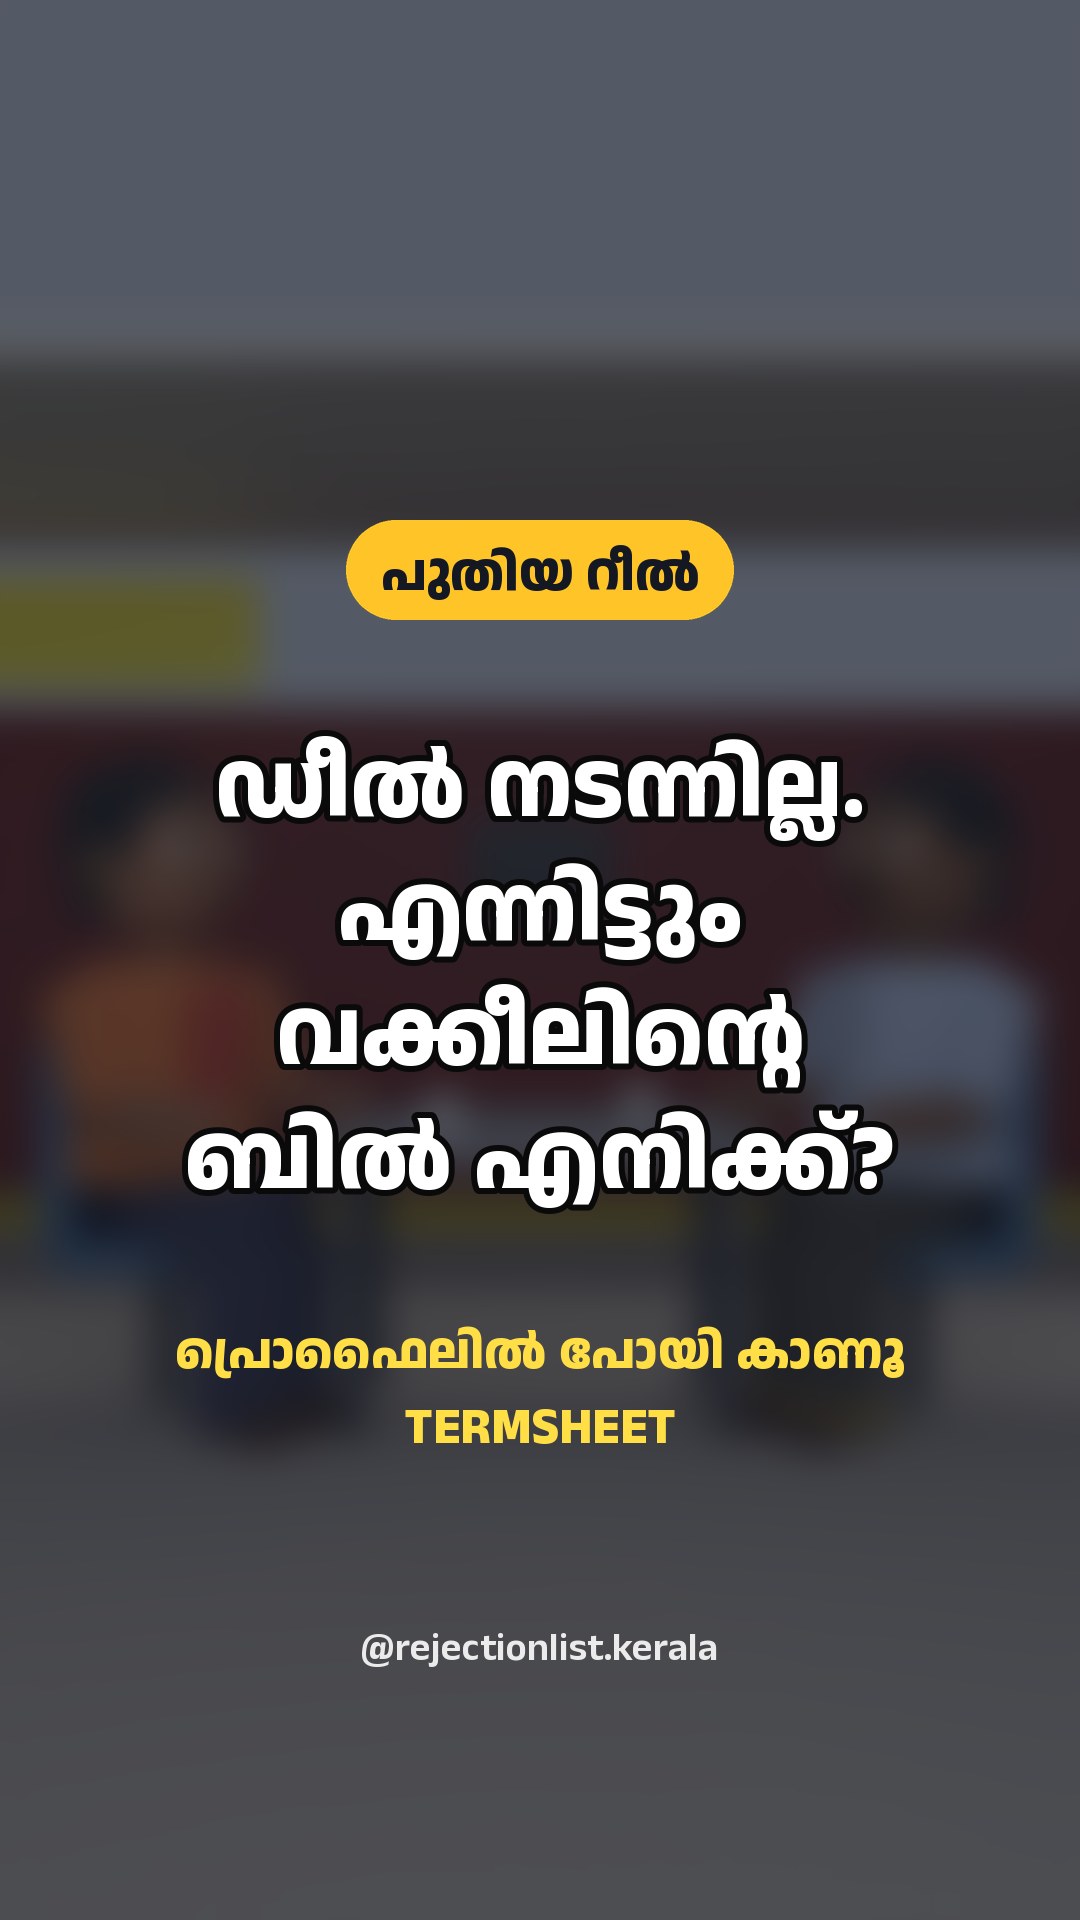 പുതിയ റീൽ
ഡീൽ നടന്നില്ല.
എന്നിട്ടും
വക്കീലിന്റെ
ബിൽ എനിക്ക്?
പ്രൊഫൈലിൽ പോയി കാണൂ
TERMSHEET
@rejectionlist.kerala